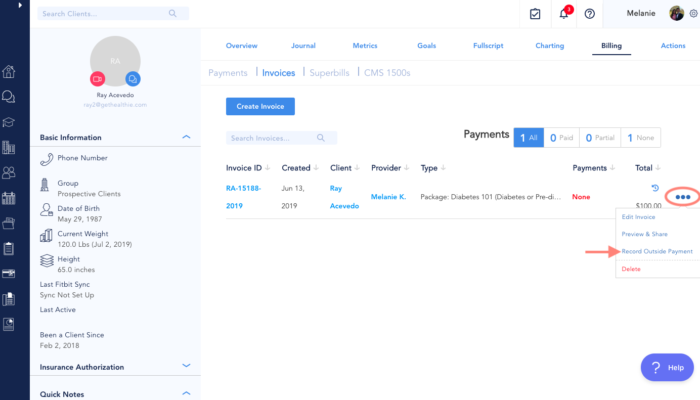 Search Clients...
3
Melanie
RA
Ray Acevedo
Basic Information
Phone Number
Group
Prospective Clients
Date of Birth
May 29, 1987
Current Weight
120.0 Lbs (Jul 2, 2019)
Height
65.0 inches
Last Fitbit Sync
Sync Not Set Up
Last Active
Been a Client Since
Feb 2, 2018
Insurance Authorization
Quick Notes
Overview Journal Metrics Goals Fullscript Charting Billing Actions
Payments Invoices Superbills CMS 1500s
Create Invoice
Search Invoices...
Payments 1 All 0 Paid 0 Partial 1 None
Invoice ID Created Client Provider Type Payments Total
RA-15188-2019
Jun 13, 2019
Ray Acevedo
Melanie K.
Package: Diabetes 101 (Diabetes or Pre-di...
None
$100.00
Edit Invoice
Preview & Share
Record Outside Payment
Delete
? Help